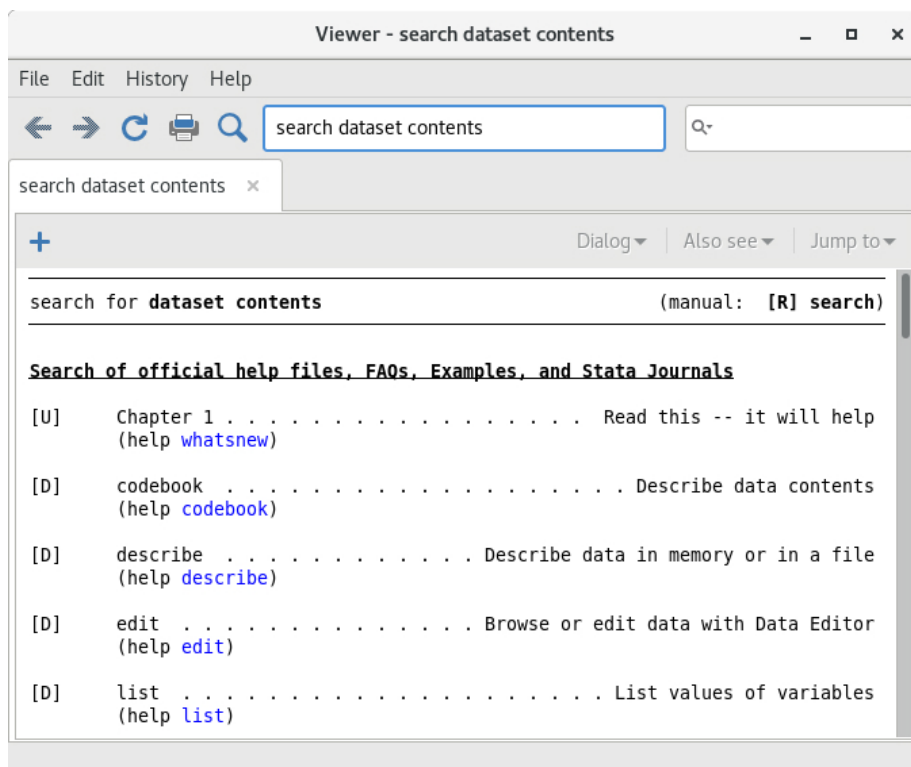 Viewer - search dataset contents
File Edit History Help
search dataset contents
search dataset contents
Dialog Also see Jump to
search for dataset contents (manual: [R] search)
Search of official help files, FAQs, Examples, and Stata Journals
[U] Chapter 1 . . . . . . . . . . . . . . . . . Read this -- it will help
(help whatsnew)
[D] codebook . . . . . . . . . . . . . . . . . . . . Describe data contents
(help codebook)
[D] describe . . . . . . . . . . . . Describe data in memory or in a file
(help describe)
[D] edit . . . . . . . . . . . . . . . Browse or edit data with Data Editor
(help edit)
[D] list . . . . . . . . . . . . . . . . . . . . List values of variables
(help list)